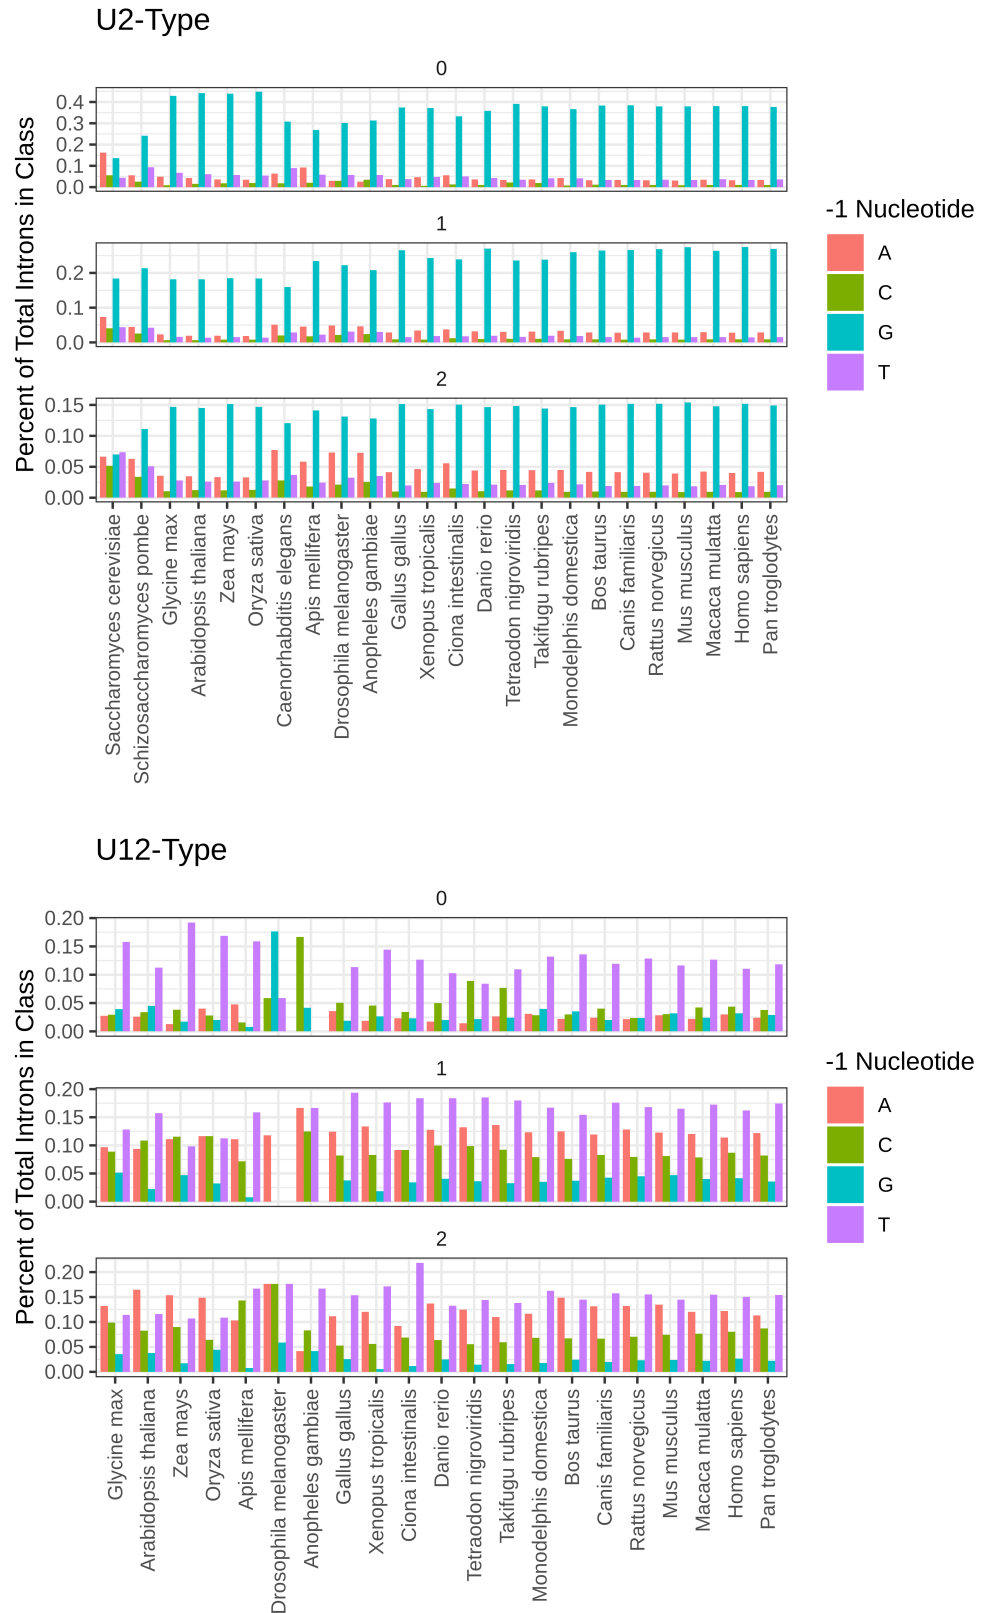 U2-Type
0
0.4
0.3
0.2
0.1
0.0
1
0.2
0.1
0.0
2
0.15
0.10
0.05
0.00
Percent of Total Introns in Class
Saccharomyces cerevisiae
Schizosaccharomyces pombe
Glycine max
Arabidopsis thaliana
Zea mays
Oryza sativa
Caenorhabditis elegans
Apis mellifera
Drosophila melanogaster
Anopheles gambiae
Gallus gallus
Xenopus tropicalis
Ciona intestinalis
Danio rerio
Tetraodon nigroviridis
Takifugu rubripes
Monodelphis domestica
Bos taurus
Canis familiaris
Rattus norvegicus
Mus musculus
Macaca mulatta
Homo sapiens
Pan troglodytes
-1 Nucleotide
A
C
G
T
U12-Type
0
0.20
0.15
0.10
0.05
0.00
1
0.20
0.15
0.10
0.05
0.00
2
0.20
0.15
0.10
0.05
0.00
Percent of Total Introns in Class
Glycine max
Arabidopsis thaliana
Zea mays
Oryza sativa
Apis mellifera
Drosophila melanogaster
Anopheles gambiae
Gallus gallus
Xenopus tropicalis
Ciona intestinalis
Danio rerio
Tetraodon nigroviridis
Takifugu rubripes
Monodelphis domestica
Bos taurus
Canis familiaris
Rattus norvegicus
Mus musculus
Macaca mulatta
Homo sapiens
Pan troglodytes
-1 Nucleotide
A
C
G
T